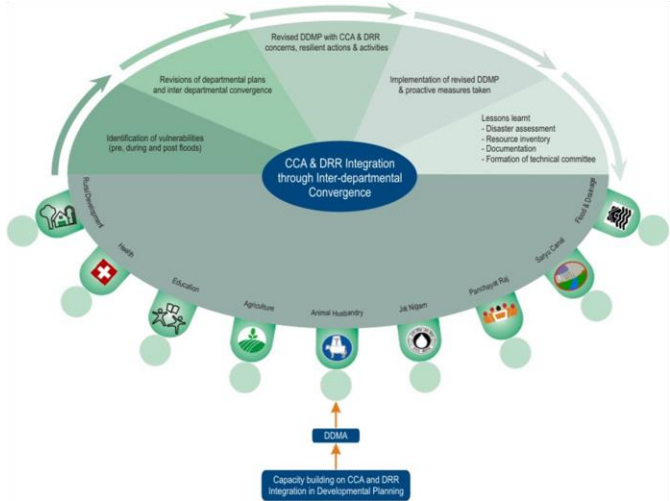 Revised DDMP with CCA & DRR
concerns, resilient actions & activities
Revisions of departmental plans
and inter departmental convergence
Implementation of revised DDMP
& proactive measures taken
Identification of vulnerabilities
(pre, during and post floods)
Lessons learnt
- Disaster assessment
- Resource inventory
- Documentation
- Formation of technical committee
CCA & DRR Integration
through Inter-departmental
Convergence
Rural Development
Health
Education
Agriculture
Animal Husbandry
Jal Nigam
Panchayat Raj
Saryu Canal
Flood & Drainage
DDMA
Capacity building on CCA and DRR
Integration in Developmental Planning